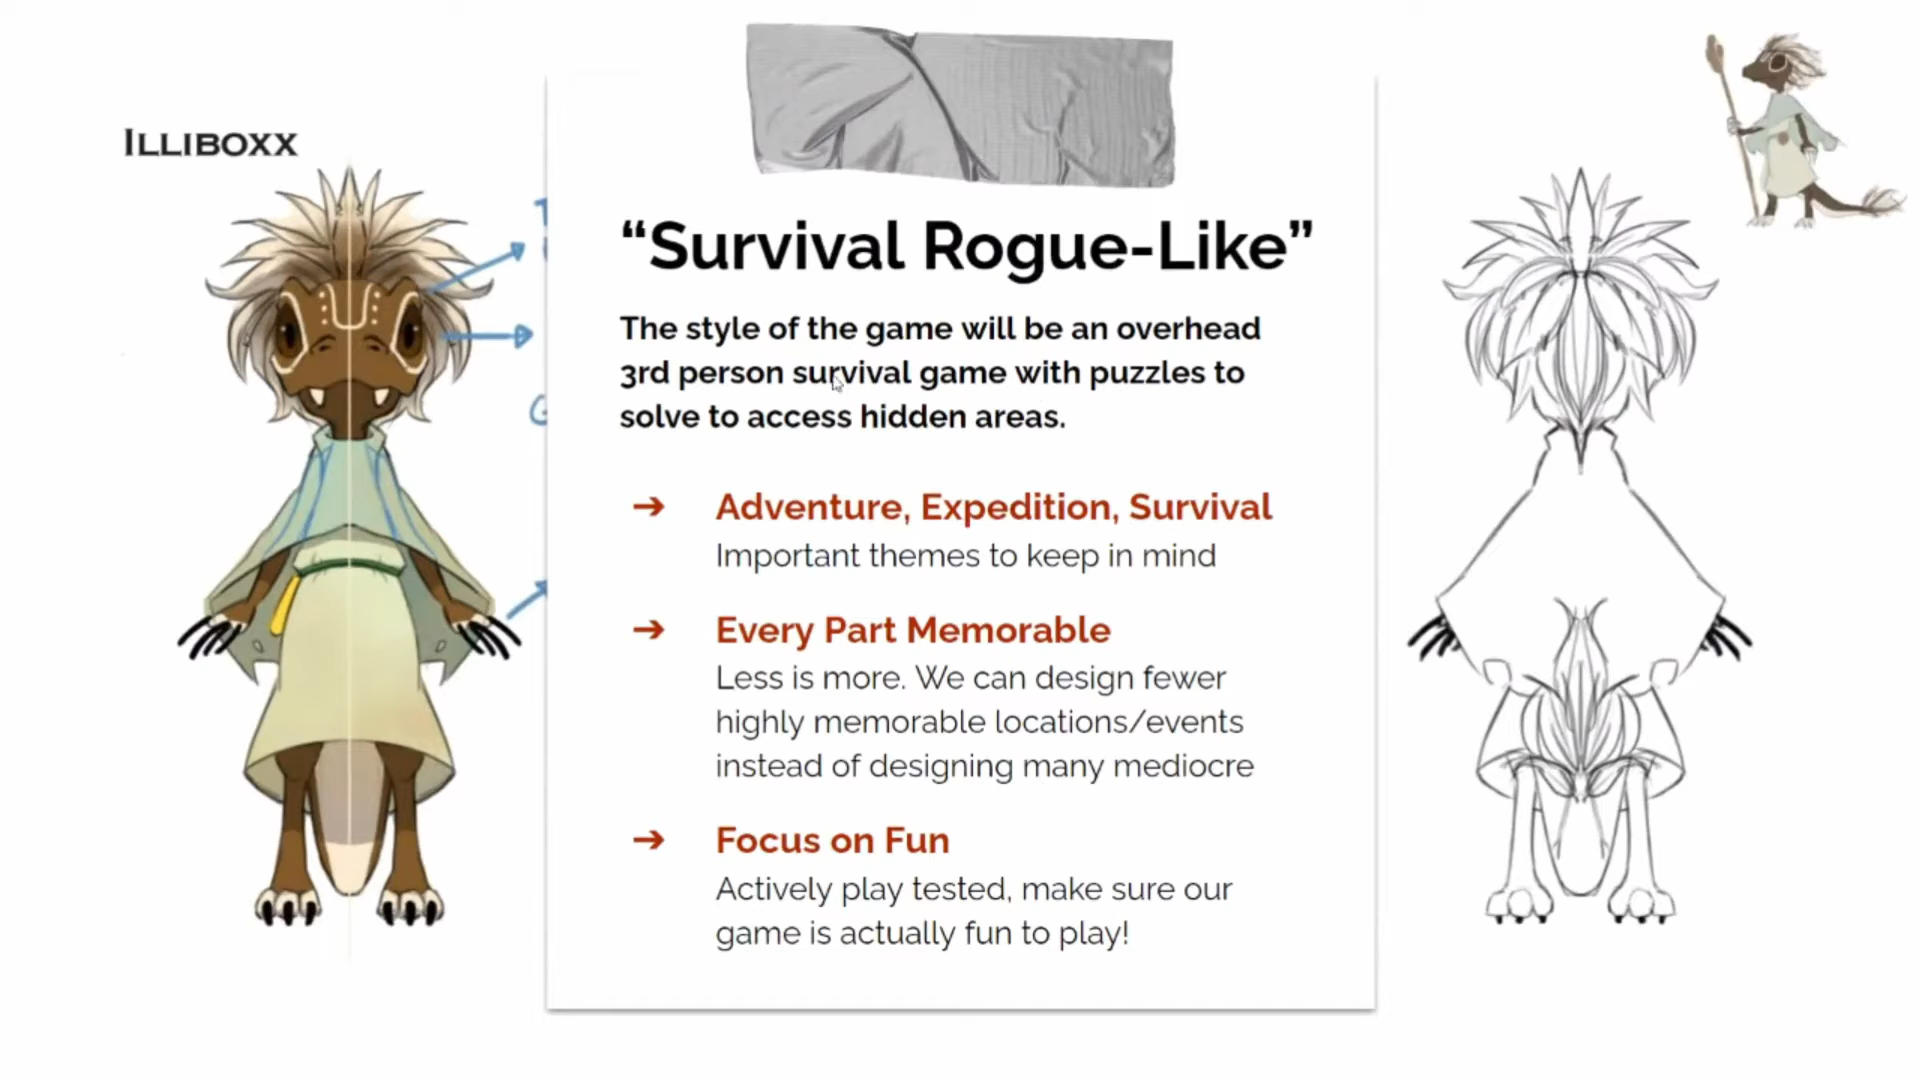 ILLIBOXX
“Survival Rogue-Like”
The style of the game will be an overhead
3rd person survival game with puzzles to
solve to access hidden areas.
➔ Adventure, Expedition, Survival
Important themes to keep in mind
➔ Every Part Memorable
Less is more. We can design fewer
highly memorable locations/events
instead of designing many mediocre
➔ Focus on Fun
Actively play tested, make sure our
game is actually fun to play!